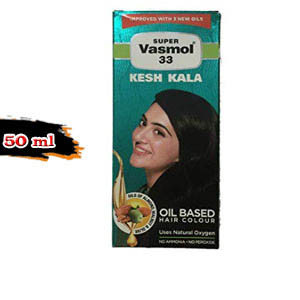 IMPROVED WITH 3 NEW OILS
SUPER
Vasmol
33
KESH KALA
50 ml
OIL BASED
HAIR COLOUR
Uses Natural Oxygen
NO AMMONIA • NO PEROXIDE